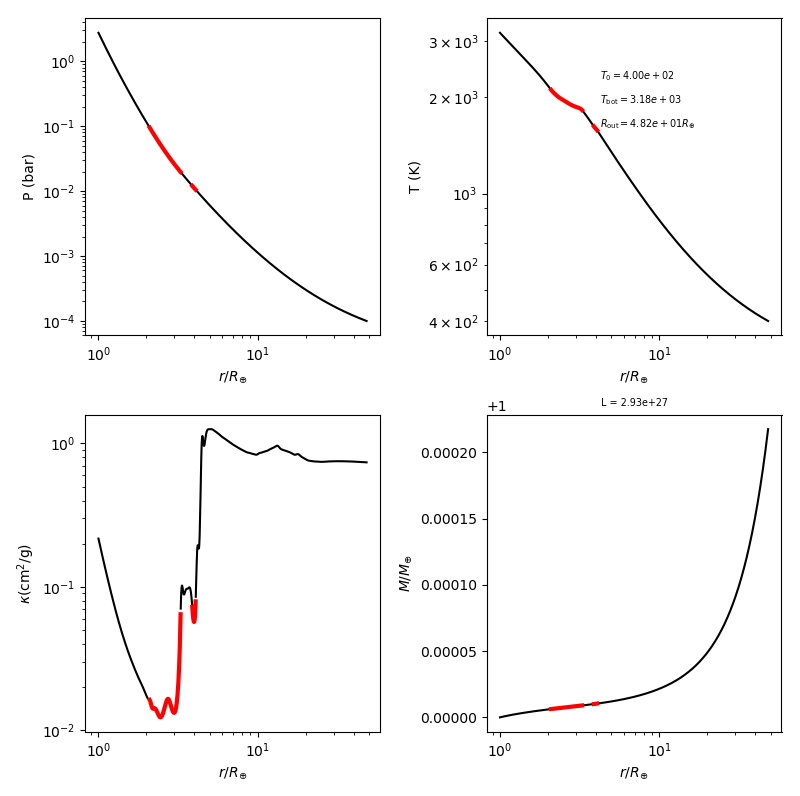 10⁰
10⁻¹
10⁻²
10⁻³
10⁻⁴
P (bar)
10⁰
10¹
r/R⊕
3 × 10³
2 × 10³
10³
6 × 10²
4 × 10²
T (K)
T₀ = 4.00e + 02
T_bot = 3.18e + 03
R_out = 4.82e + 01R⊕
10⁰
10¹
r/R⊕
10⁰
10⁻¹
10⁻²
κ(cm²/g)
10⁰
10¹
r/R⊕
+1
L = 2.93e+27
0.00020
0.00015
0.00010
0.00005
0.00000
M/M⊕
10⁰
10¹
r/R⊕